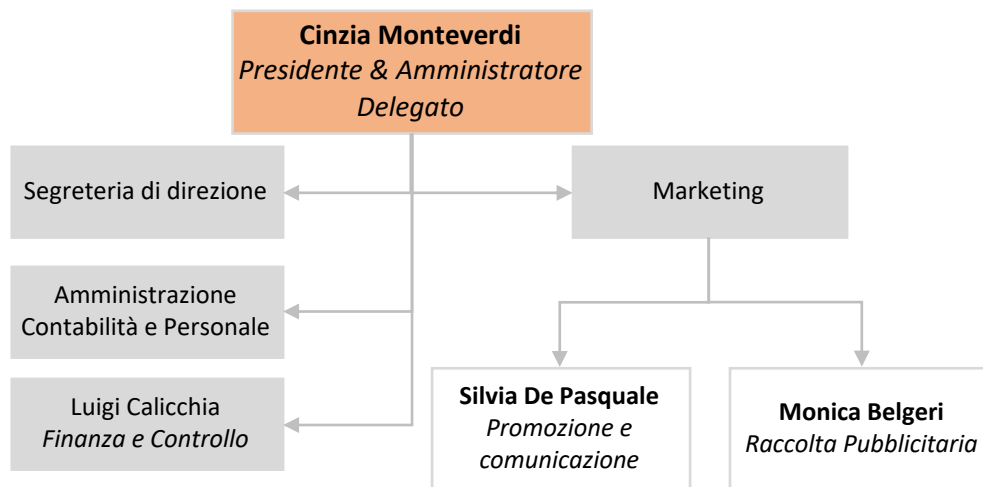 Cinzia Monteverdi
Presidente & Amministratore
Delegato
Segreteria di direzione
Marketing
Amministrazione
Contabilità e Personale
Luigi Calicchia
Finanza e Controllo
Silvia De Pasquale
Promozione e
comunicazione
Monica Belgeri
Raccolta Pubblicitaria